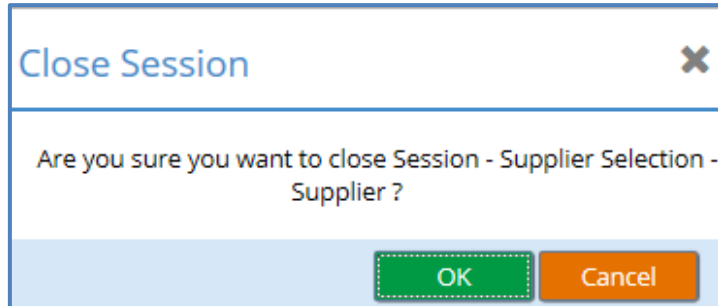 Close Session
Are you sure you want to close Session - Supplier Selection -
Supplier ?
OK
Cancel